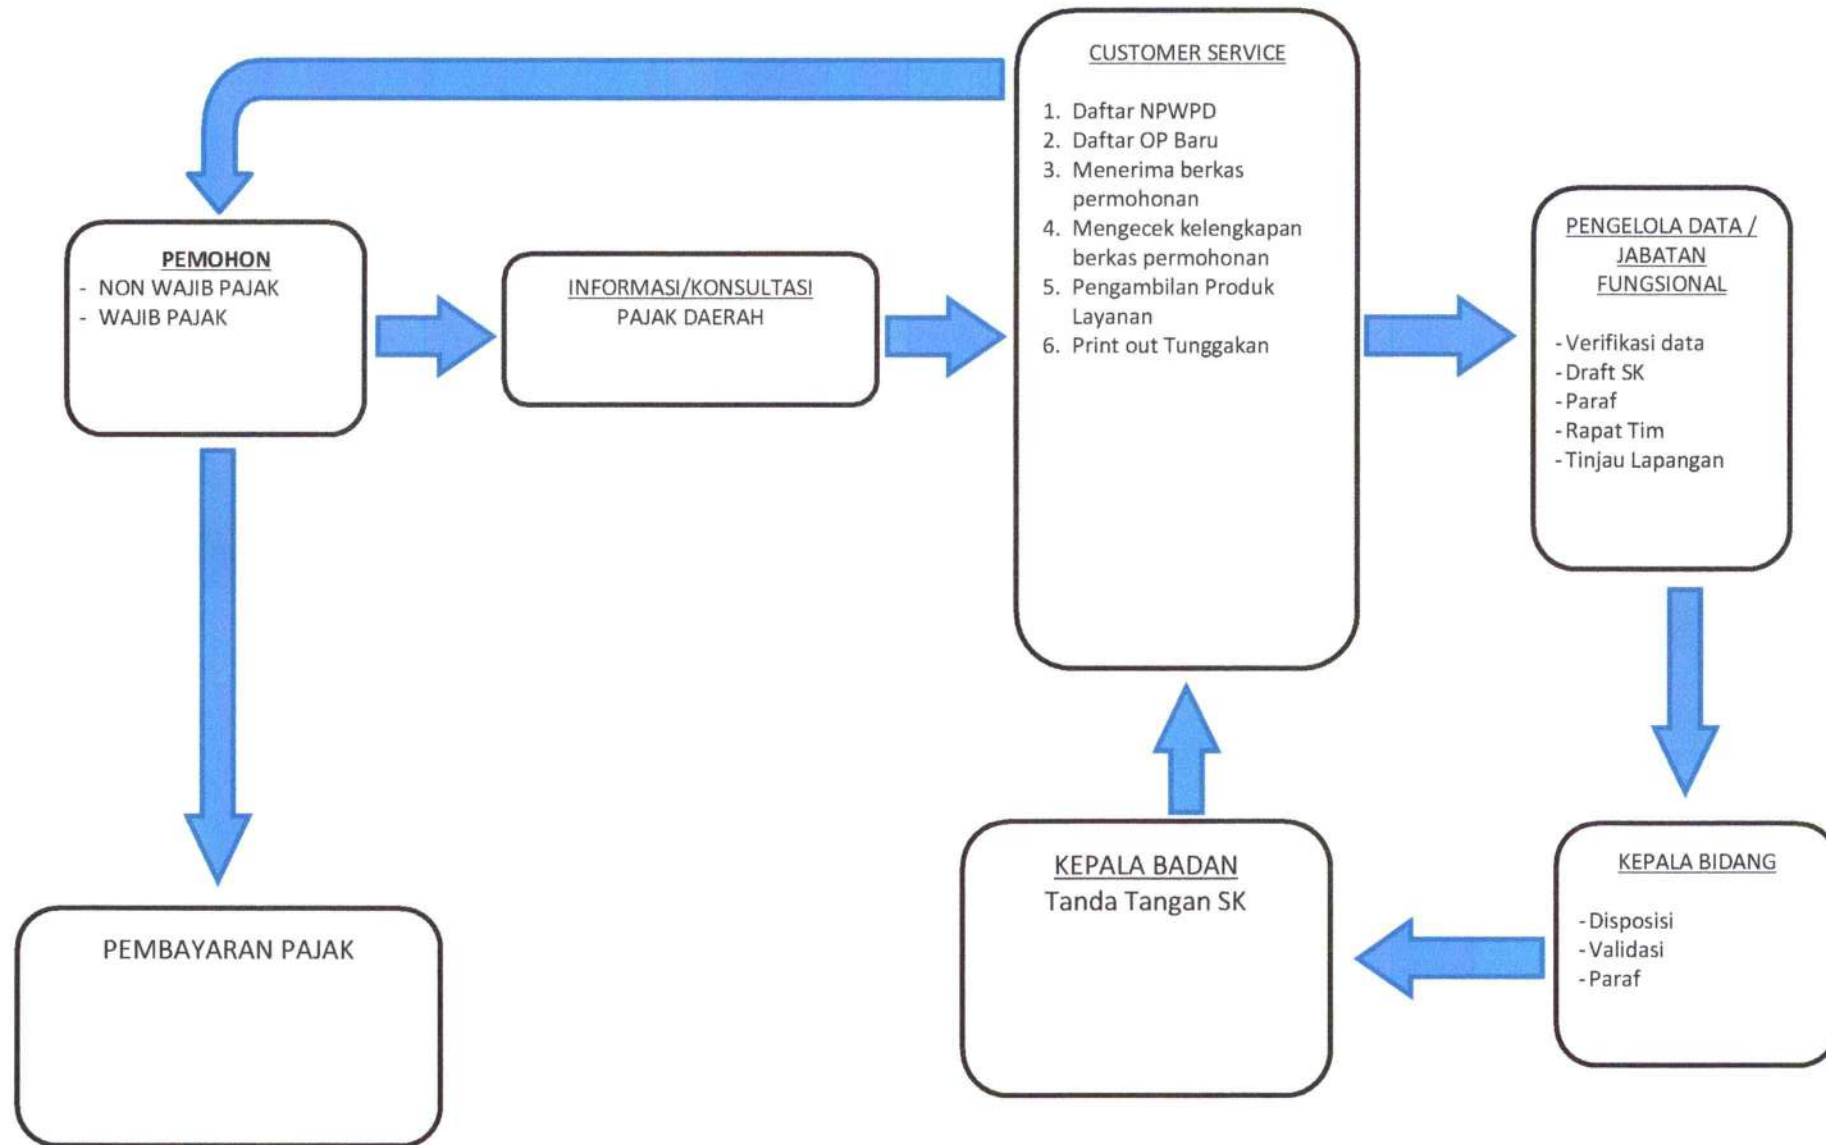 CUSTOMER SERVICE
1. Daftar NPWPD
2. Daftar OP Baru
3. Menerima berkas
permohonan
4. Mengecek kelengkapan
berkas permohonan
5. Pengambilan Produk
Layanan
6. Print out Tunggakan
PEMOHON
- NON WAJIB PAJAK
- WAJIB PAJAK
INFORMASI/KONSULTASI
PAJAK DAERAH
PENGELOLA DATA /
JABATAN
FUNGSIONAL
-Verifikasi data
-Draft SK
-Paraf
-Rapat Tim
-Tinjau Lapangan
KEPALA BIDANG
-Disposisi
-Validasi
-Paraf
KEPALA BADAN
Tanda Tangan SK
PEMBAYARAN PAJAK